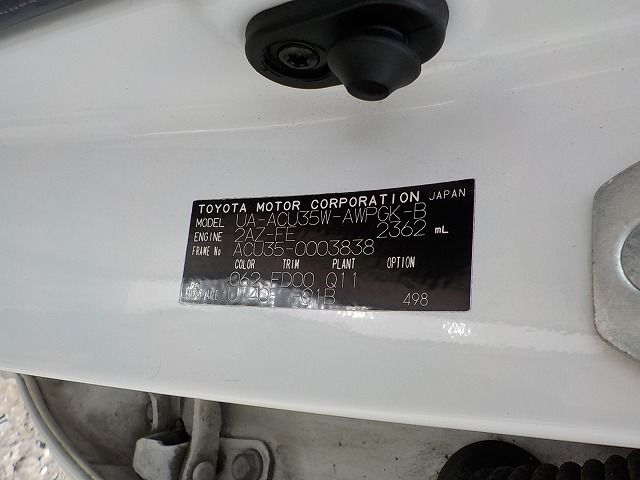 TOYOTA MOTOR CORPORATION JAPAN
MODEL UA-ACU35W-AWPGK-B
ENGINE 2AZ-FE 2362 mL
FRAME No ACU35-0003838
COLOR TRIM PLANT OPTION
062 FD00 Q11
01B 498